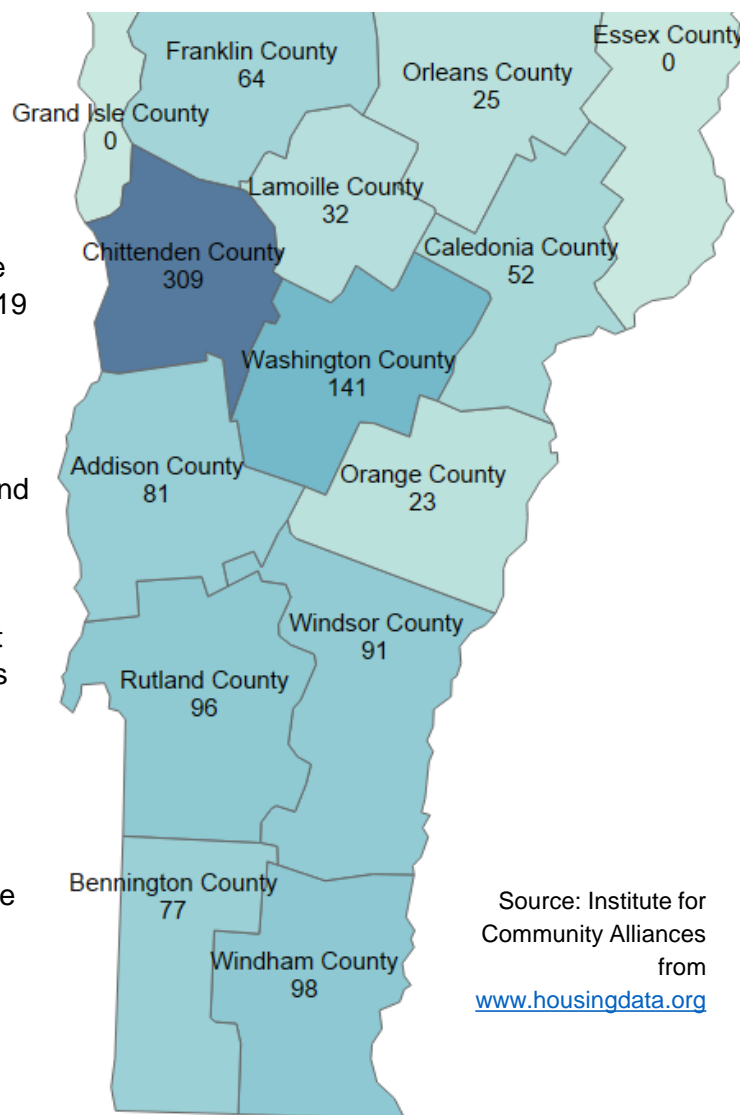 Franklin County
64
Essex County
0
Orleans County
25
Grand Isle County
0
Lamoille County
32
Chittenden County
309
Caledonia County
52
e
19
Washington County
141
Addison County
81
Orange County
23
nd
Windsor County
91
t
s
Rutland County
96
Bennington County
77
e
Windham County
98
Source: Institute for
Community Alliances
from
www.housingdata.org